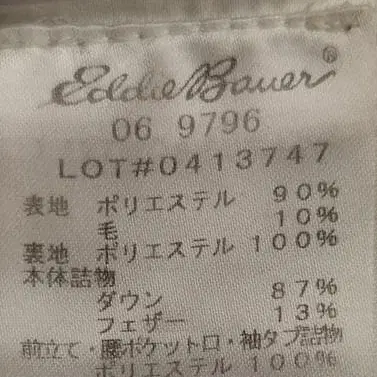 Eddie Bauer®
06 9796
LOT#0413747
表地 ポリエステル 90%
毛 10%
裏地 ポリエステル 100%
本体詰物
ダウン 87%
フェザー 13%
前立て・腰ポケット口・袖タブ詰物
ポリエステル 100%